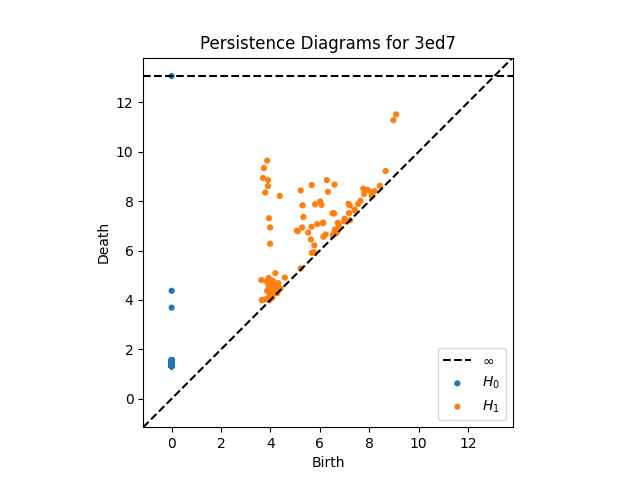 Persistence Diagrams for 3ed7
12
10
8
6
4
2
0
Death
0 2 4 6 8 10 12
Birth
∞
H₀
H₁